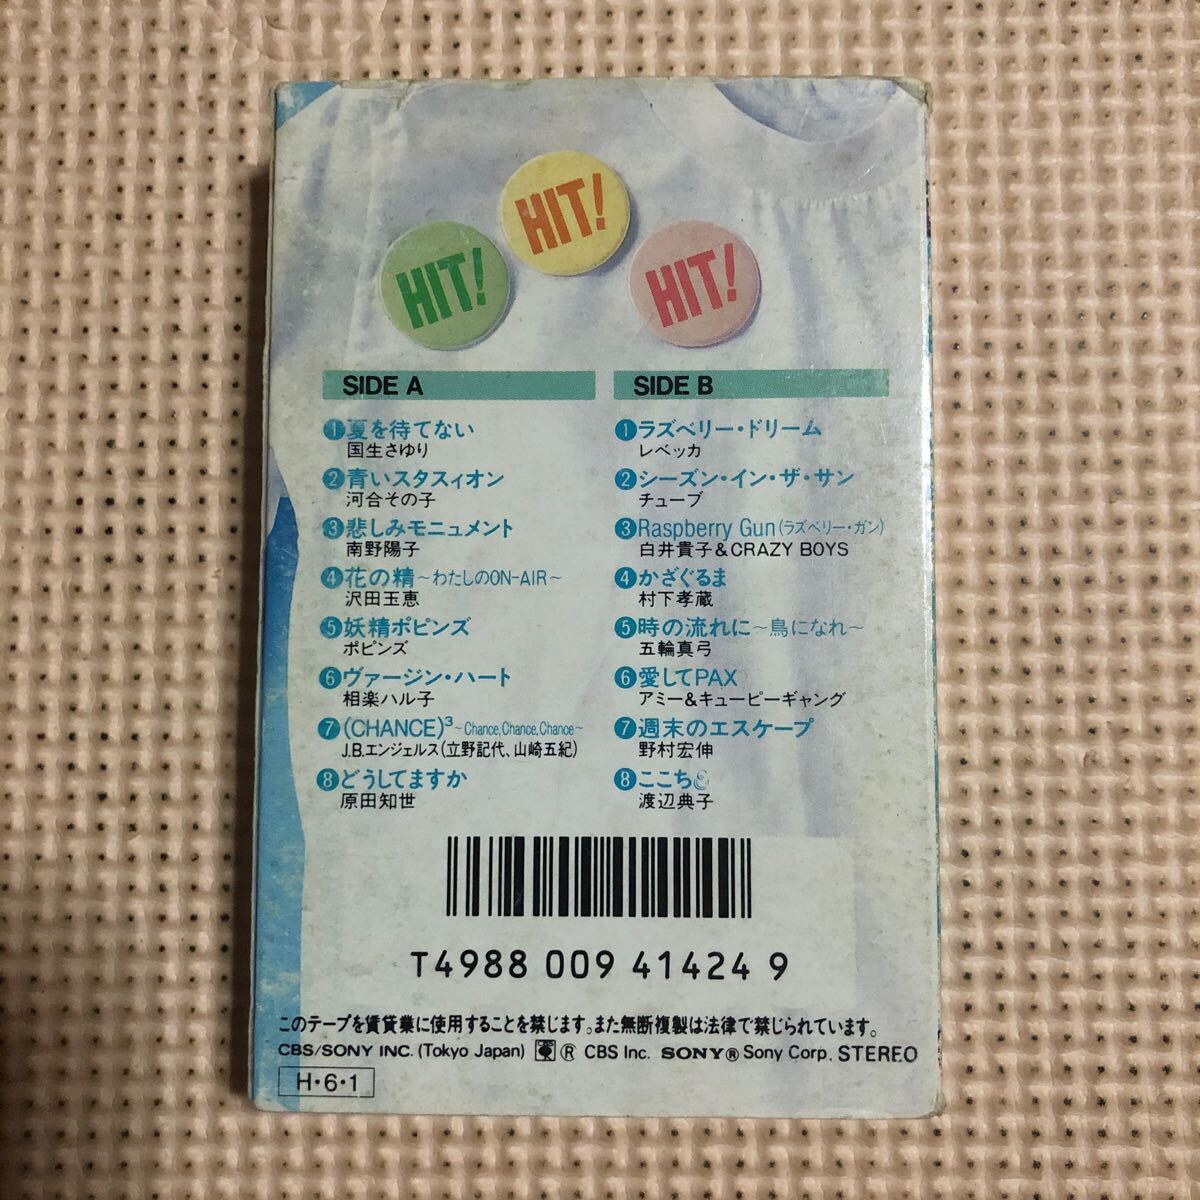 HIT!
HIT!
HIT!
SIDE A
1 夏を待てない
国生さゆり
2 青いスタスィオン
河合その子
3 悲しみモニュメント
南野陽子
4 花の精～わたしのON-AIR～
沢田玉恵
5 妖精ポピンズ
ポピンズ
6 ヴァージン・ハート
相楽ハル子
7 (CHANCE)³～Chance,Chance,Chance～
J.B.エンジェルス(立野記代、山崎五紀)
8 どうしてますか
原田知世
SIDE B
1 ラズベリー・ドリーム
レベッカ
2 シーズン・イン・ザ・サン
チューブ
3 Raspberry Gun(ラズベリー・ガン)
白井貴子&CRAZY BOYS
4 かざぐるま
村下孝蔵
5 時の流れに～鳥になれ～
五輪真弓
6 愛してPAX
アミー&キューピーギャング
7 週末のエスケープ
野村宏伸
8 ここち
渡辺典子
T4988 009 41424 9
このテープを賃貸業に使用することを禁じます。また無断複製は法律で禁じられています。
CBS/SONY INC. (Tokyo Japan) ® CBS Inc. SONY® Sony Corp. STEREO
H・6・1